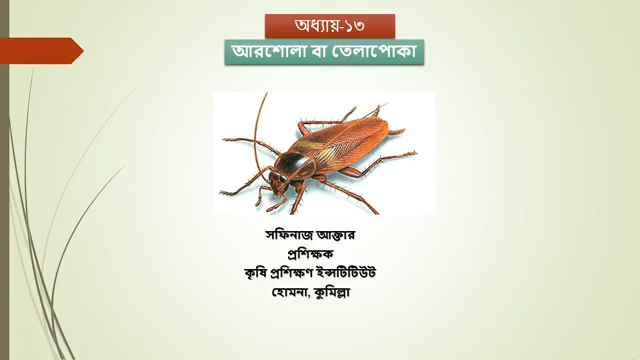 অধ্যায়-১৩
আরশোলা বা তেলাপোকা
সফিনাজ আক্তার
প্রশিক্ষক
কৃষি প্রশিক্ষণ ইন্সটিটিউট
হোমনা, কুমিল্লা